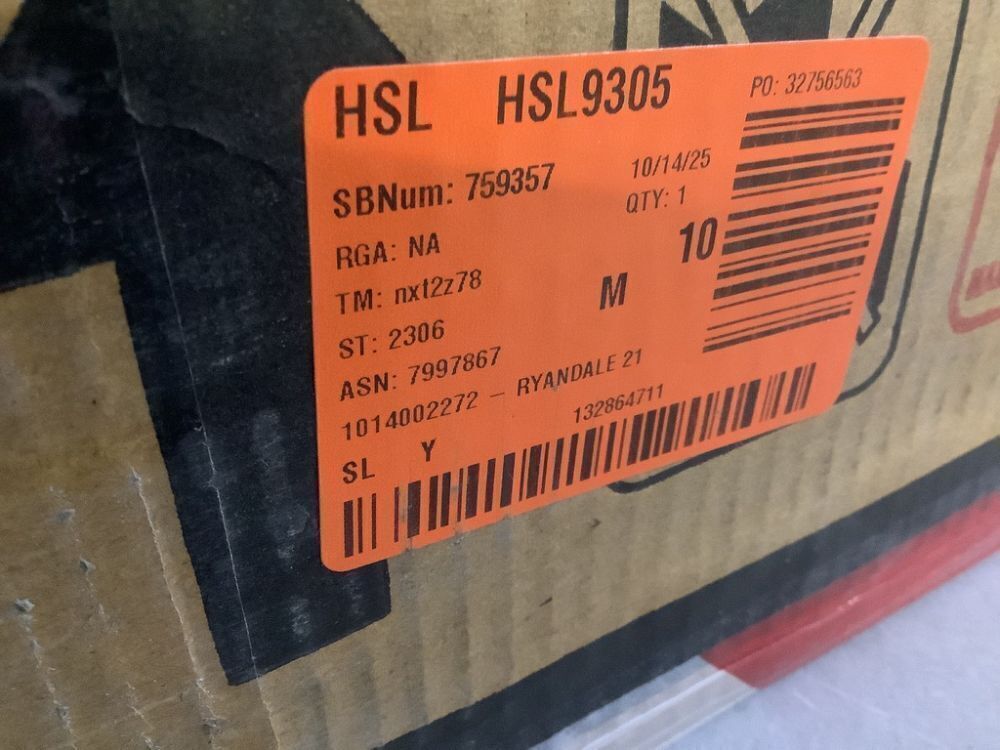 HSL HSL9305 PO: 32756563
SBNum: 759357 10/14/25
QTY: 1
RGA: NA 10
TM: nxt2z78 M
ST: 2306
ASN: 7997867
1014002272 - RYANDALE 21
SL Y 132864711